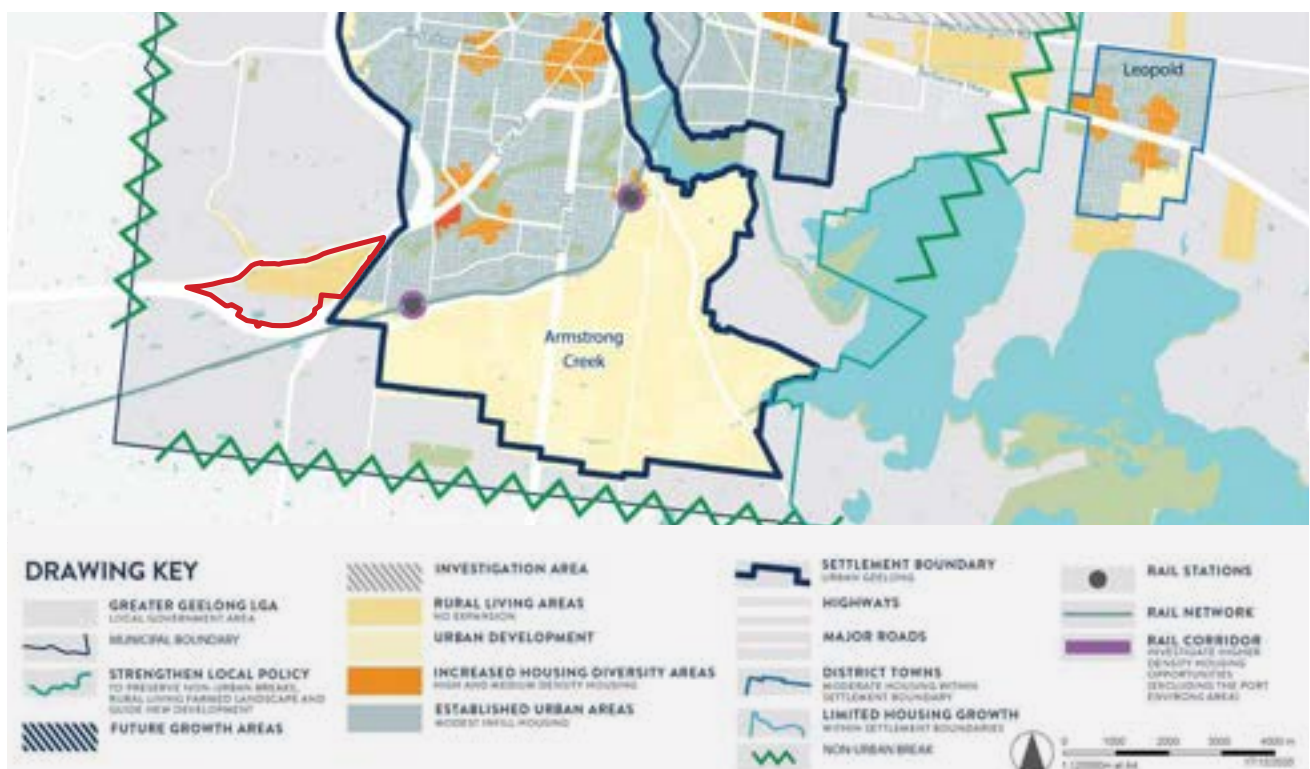 Leopold
Armstrong
Creek
DRAWING KEY
GREATER GEELONG LGA
LOCAL GOVERNMENT AREA
MUNICIPAL BOUNDARY
STRENGTHEN LOCAL POLICY
TO PRESERVE NON-URBAN BREAKS,
RURAL LIVING FARMED LANDSCAPE AND
GUIDE NEW DEVELOPMENT
FUTURE GROWTH AREAS
INVESTIGATION AREA
RURAL LIVING AREAS
NO EXPANSION
URBAN DEVELOPMENT
INCREASED HOUSING DIVERSITY AREAS
HIGH AND MEDIUM DENSITY HOUSING
ESTABLISHED URBAN AREAS
MODEST INFILL HOUSING
SETTLEMENT BOUNDARY
URBAN GEELONG
HIGHWAYS
MAJOR ROADS
DISTRICT TOWNS
MODERATE HOUSING WITHIN
SETTLEMENT BOUNDARY
LIMITED HOUSING GROWTH
WITHIN SETTLEMENT BOUNDARIES
NON-URBAN BREAK
RAIL STATIONS
RAIL NETWORK
RAIL CORRIDOR
INVESTIGATE HIGHER
DENSITY HOUSING
OPPORTUNITIES
(EXCLUDING THE PORT
ENVIRONS AREA)
0 1000 2000 3000 4000 m